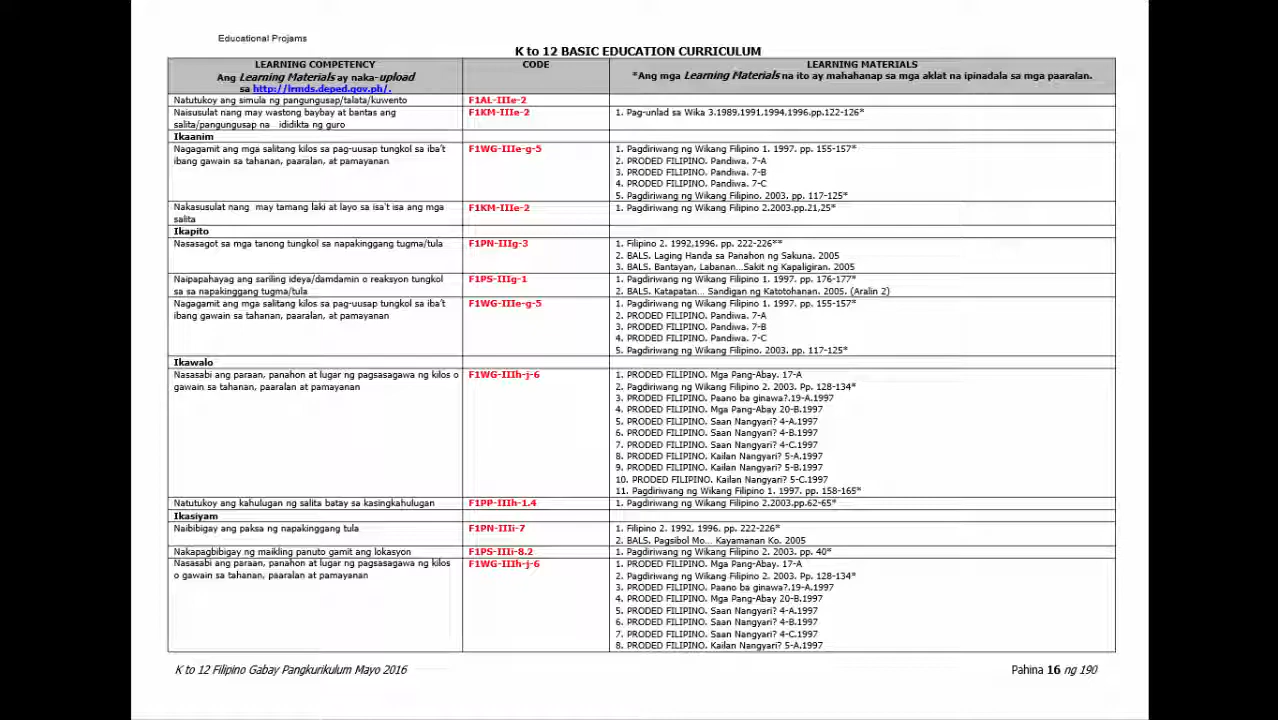 Educational Projams
K to 12 BASIC EDUCATION CURRICULUM
LEARNING COMPETENCY
Ang Learning Materials ay naka-upload
sa http://lrmds.deped.gov.ph/.
CODE
LEARNING MATERIALS
*Ang mga Learning Materials na ito ay mahahanap sa mga aklat na ipinadala sa mga paaralan.
Natutukoy ang simula ng pangungusap/talata/kuwento
F1AL-IIIe-2
Naisusulat nang may wastong baybay at bantas ang
salita/pangungusap na ididikta ng guro
F1KM-IIIe-2
1. Pag-unlad sa Wika 3.1989,1991,1994,1996.pp.122-126*
Ikaanim
Nagagamit ang mga salitang kilos sa pag-uusap tungkol sa iba't
ibang gawain sa tahanan, paaralan, at pamayanan
F1WG-IIIe-g-5
1. Pagdiriwang ng Wikang Filipino 1. 1997. pp. 155-157*
2. PRODED FILIPINO. Pandiwa. 7-A
3. PRODED FILIPINO. Pandiwa. 7-B
4. PRODED FILIPINO. Pandiwa. 7-C
5. Pagdiriwang ng Wikang Filipino. 2003. pp. 117-125*
Nakasusulat nang may tamang laki at layo sa isa't isa ang mga
salita
F1KM-IIIe-2
1. Pagdiriwang ng Wikang Filipino 2.2003.pp.21,25*
Ikapito
Nasasagot sa mga tanong tungkol sa napakinggang tugma/tula
F1PN-IIIg-3
1. Filipino 2. 1992,1996. pp. 222-226**
2. BALS. Laging Handa sa Panahon ng Sakuna. 2005
3. BALS. Bantayan, Labanan…Sakit ng Kapaligiran. 2005
Naipapahayag ang sariling ideya/damdamin o reaksyon tungkol
sa sa napakinggang tugma/tula
F1PS-IIIg-1
1. Pagdiriwang ng Wikang Filipino 1. 1997. pp. 176-177*
2. BALS. Katapatan… Sandigan ng Katotohanan. 2005. (Aralin 2)
Nagagamit ang mga salitang kilos sa pag-uusap tungkol sa iba't
ibang gawain sa tahanan, paaralan, at pamayanan
F1WG-IIIe-g-5
1. Pagdiriwang ng Wikang Filipino 1. 1997. pp. 155-157*
2. PRODED FILIPINO. Pandiwa. 7-A
3. PRODED FILIPINO. Pandiwa. 7-B
4. PRODED FILIPINO. Pandiwa. 7-C
5. Pagdiriwang ng Wikang Filipino. 2003. pp. 117-125*
Ikawalo
Nasasabi ang paraan, panahon at lugar ng pagsasagawa ng kilos o
gawain sa tahanan, paaralan at pamayanan
F1WG-IIIh-j-6
1. PRODED FILIPINO. Mga Pang-Abay. 17-A
2. Pagdiriwang ng Wikang Filipino 2. 2003. Pp. 128-134*
3. PRODED FILIPINO. Paano ba ginawa?.19-A.1997
4. PRODED FILIPINO. Mga Pang-Abay 20-B.1997
5. PRODED FILIPINO. Saan Nangyari? 4-A.1997
6. PRODED FILIPINO. Saan Nangyari? 4-B.1997
7. PRODED FILIPINO. Saan Nangyari? 4-C.1997
8. PRODED FILIPINO. Kailan Nangyari? 5-A.1997
9. PRODED FILIPINO. Kailan Nangyari? 5-B.1997
10. PRODED FILIPINO. Kailan Nangyari? 5-C.1997
11. Pagdiriwang ng Wikang Filipino 1. 1997. pp. 158-165*
Natutukoy ang kahulugan ng salita batay sa kasingkahulugan
F1PP-IIIh-1.4
1. Pagdiriwang ng Wikang Filipino 2.2003.pp.62-65*
Ikasiyam
Naibibigay ang paksa ng napakinggang tula
F1PN-IIIi-7
1. Filipino 2. 1992, 1996. pp. 222-226*
2. BALS. Pagsibol Mo… Kayamanan Ko. 2005
Nakapagbibigay ng maikling panuto gamit ang lokasyon
F1PS-IIIi-8.2
1. Pagdiriwang ng Wikang Filipino 2. 2003. pp. 40*
Nasasabi ang paraan, panahon at lugar ng pagsasagawa ng kilos
o gawain sa tahanan, paaralan at pamayanan
F1WG-IIIh-j-6
1. PRODED FILIPINO. Mga Pang-Abay. 17-A
2. Pagdiriwang ng Wikang Filipino 2. 2003. Pp. 128-134*
3. PRODED FILIPINO. Paano ba ginawa?.19-A.1997
4. PRODED FILIPINO. Mga Pang-Abay 20-B.1997
5. PRODED FILIPINO. Saan Nangyari? 4-A.1997
6. PRODED FILIPINO. Saan Nangyari? 4-B.1997
7. PRODED FILIPINO. Saan Nangyari? 4-C.1997
8. PRODED FILIPINO. Kailan Nangyari? 5-A.1997
K to 12 Filipino Gabay Pangkurikulum Mayo 2016
Pahina 16 ng 190